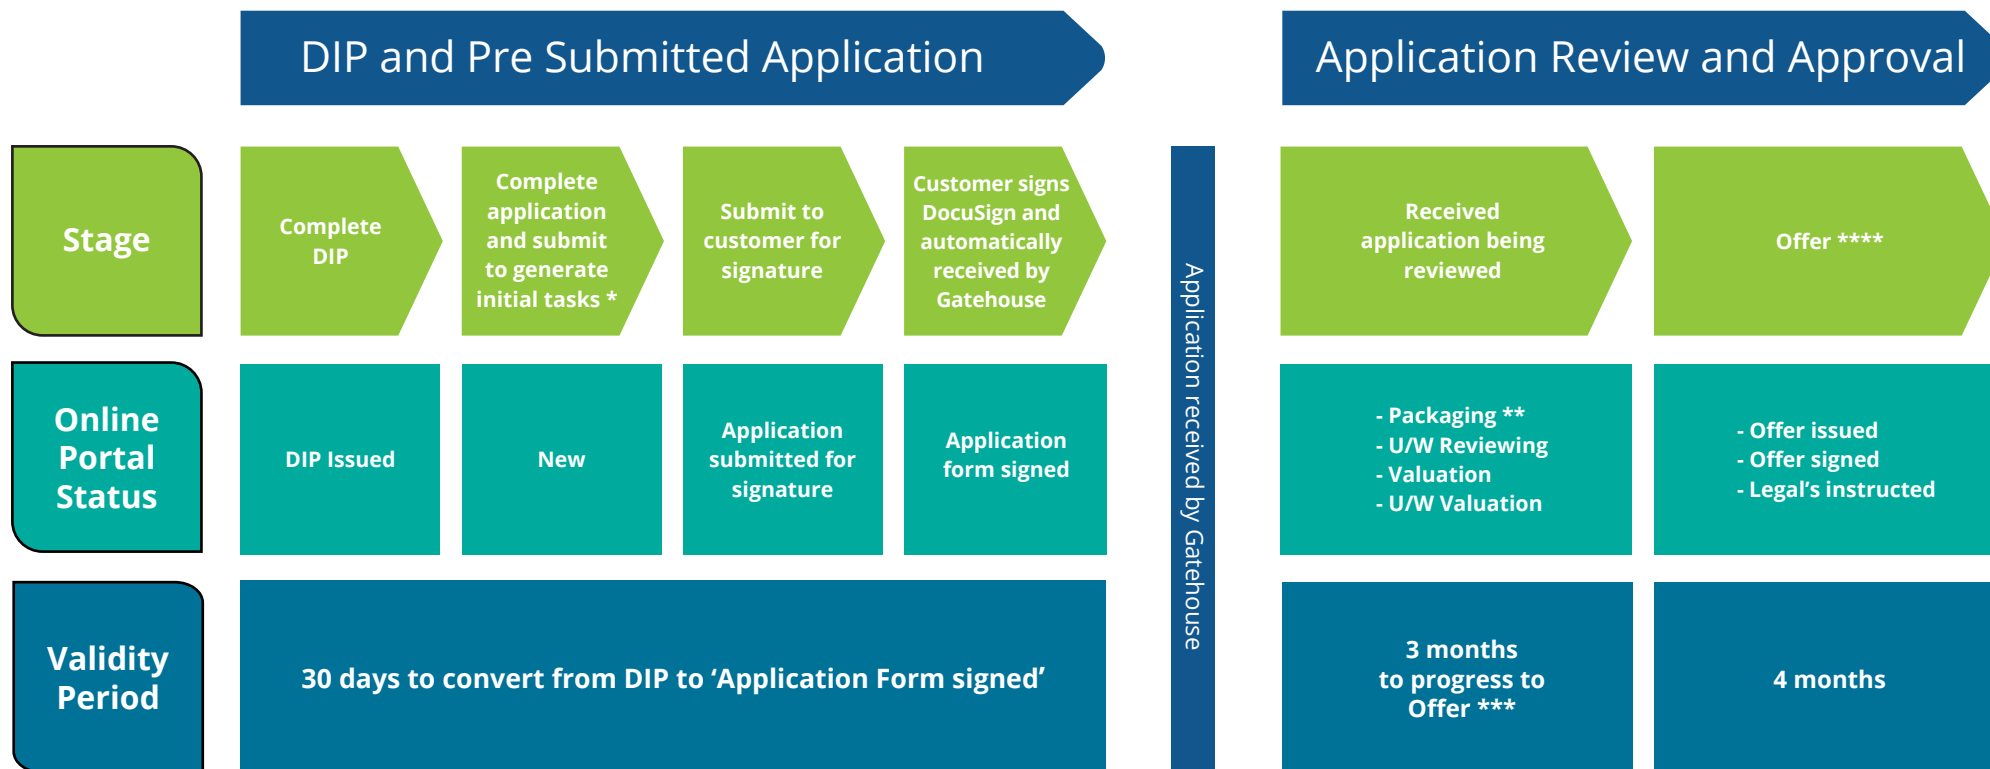 DIP and Pre Submitted Application
Application Review and Approval
Stage
Complete
DIP
Complete
application
and submit
to generate
initial tasks *
Submit to
customer for
signature
Customer signs
DocuSign and
automatically
received by
Gatehouse
Application received by Gatehouse
Received
application being
reviewed
Offer ****
Online
Portal
Status
DIP Issued
New
Application
submitted for
signature
Application
form signed
- Packaging **
- U/W Reviewing
- Valuation
- U/W Valuation
- Offer issued
- Offer signed
- Legal’s instructed
Validity
Period
30 days to convert from DIP to ‘Application Form signed’
3 months
to progress to
Offer ***
4 months